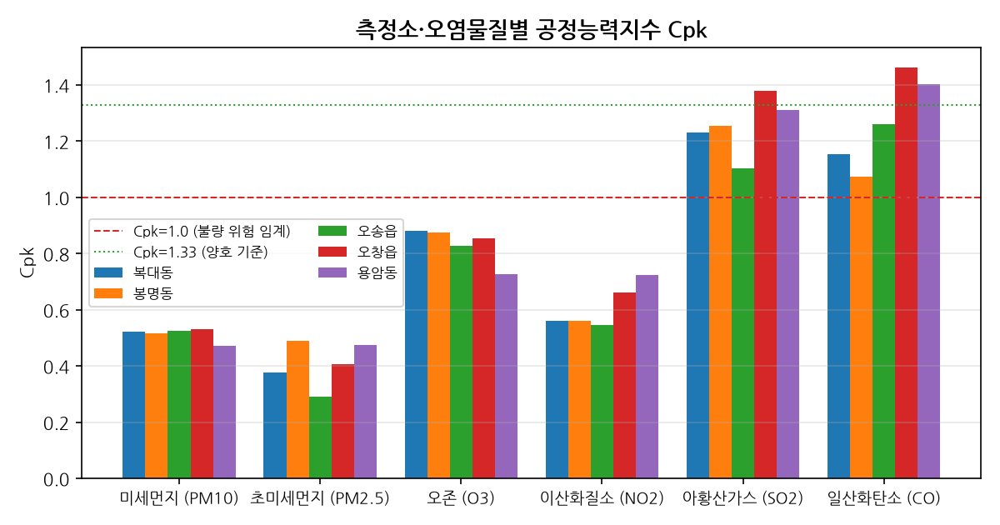 측정소·오염물질별 공정능력지수 Cpk
Cpk
1.4
1.2
1.0
0.8
0.6
0.4
0.2
0.0
Cpk=1.0 (불량 위험 임계)
Cpk=1.33 (양호 기준)
복대동
봉명동
오송읍
오창읍
용암동
미세먼지 (PM10)
초미세먼지 (PM2.5)
오존 (O3)
이산화질소 (NO2)
아황산가스 (SO2)
일산화탄소 (CO)